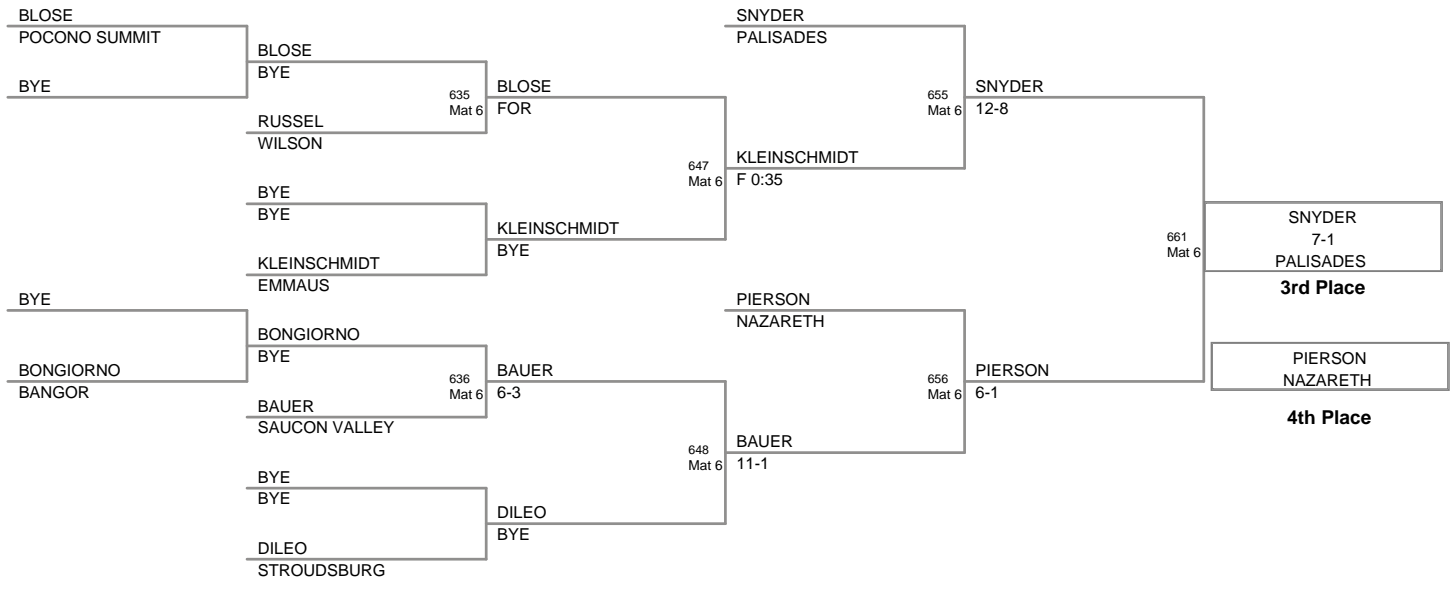 BLOSE
POCONO SUMMIT
BYE
BLOSE
BYE
RUSSEL
WILSON
635
Mat 6
BLOSE
FOR
BYE
BYE
KLEINSCHMIDT
EMMAUS
KLEINSCHMIDT
BYE
647
Mat 6
KLEINSCHMIDT
F 0:35
SNYDER
PALISADES
655
Mat 6
SNYDER
12-8
BYE
BONGIORNO
BANGOR
BONGIORNO
BYE
BAUER
SAUCON VALLEY
636
Mat 6
BAUER
6-3
BYE
BYE
DILEO
STROUDSBURG
DILEO
BYE
648
Mat 6
BAUER
11-1
PIERSON
NAZARETH
656
Mat 6
PIERSON
6-1
661
Mat 6
SNYDER
7-1
PALISADES
3rd Place
PIERSON
NAZARETH
4th Place